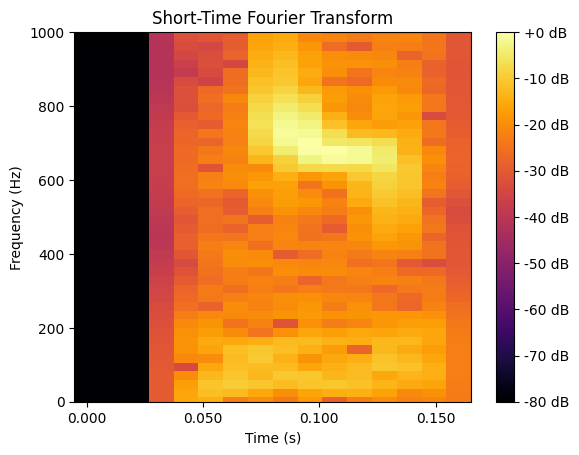 Short-Time Fourier Transform
Frequency (Hz)
1000
800
600
400
200
0
0.000
0.050
0.100
0.150
Time (s)
+0 dB
-10 dB
-20 dB
-30 dB
-40 dB
-50 dB
-60 dB
-70 dB
-80 dB